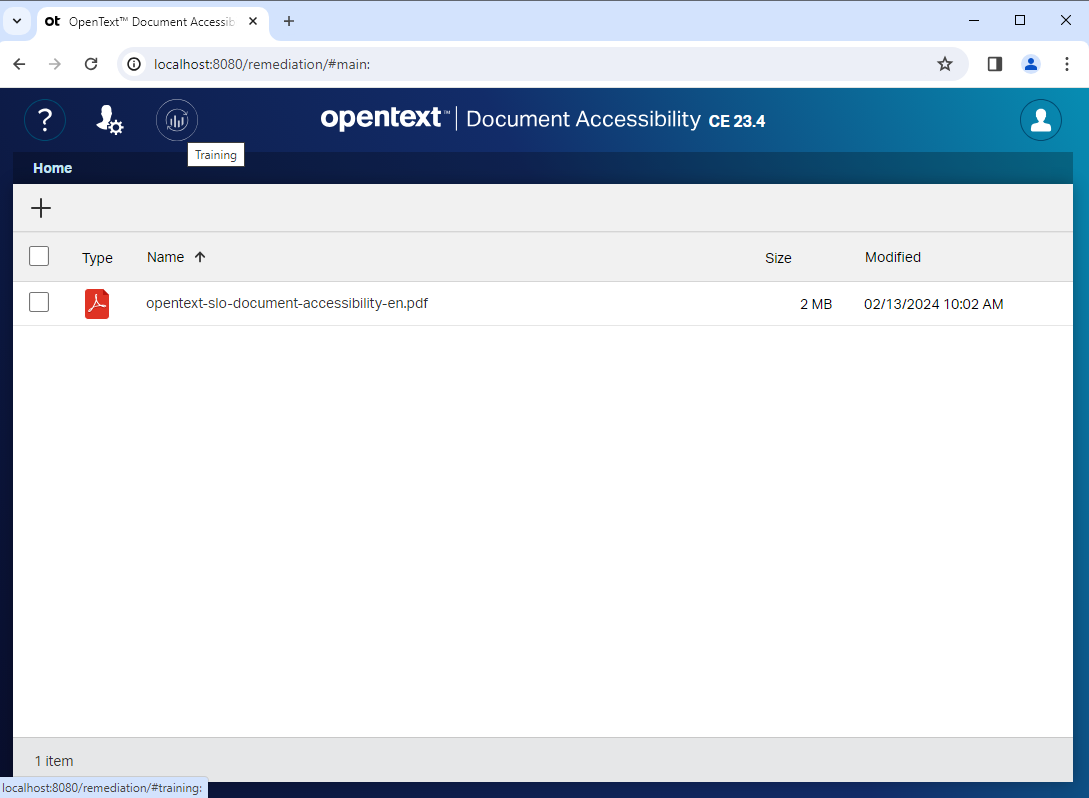 ot OpenText™ Document Accessib
localhost:8080/remediation/#main:
?
opentext™ | Document Accessibility CE 23.4
Training
Home
Type Name Size Modified
opentext-slo-document-accessibility-en.pdf 2 MB 02/13/2024 10:02 AM
1 item
localhost:8080/remediation/#training: